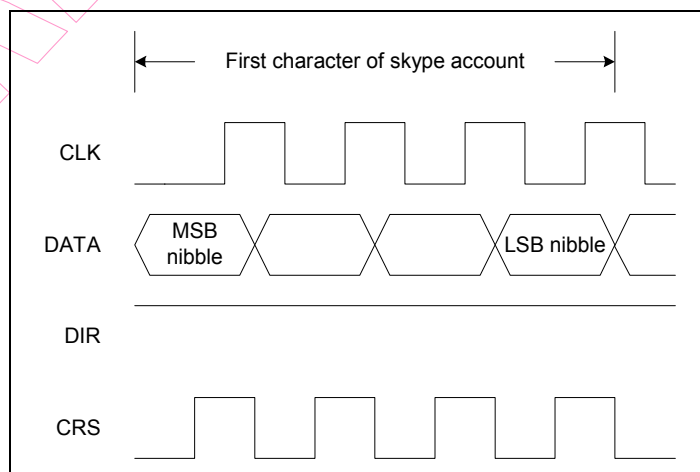 First character of skype account
CLK
DATA
MSB
nibble
LSB nibble
DIR
CRS